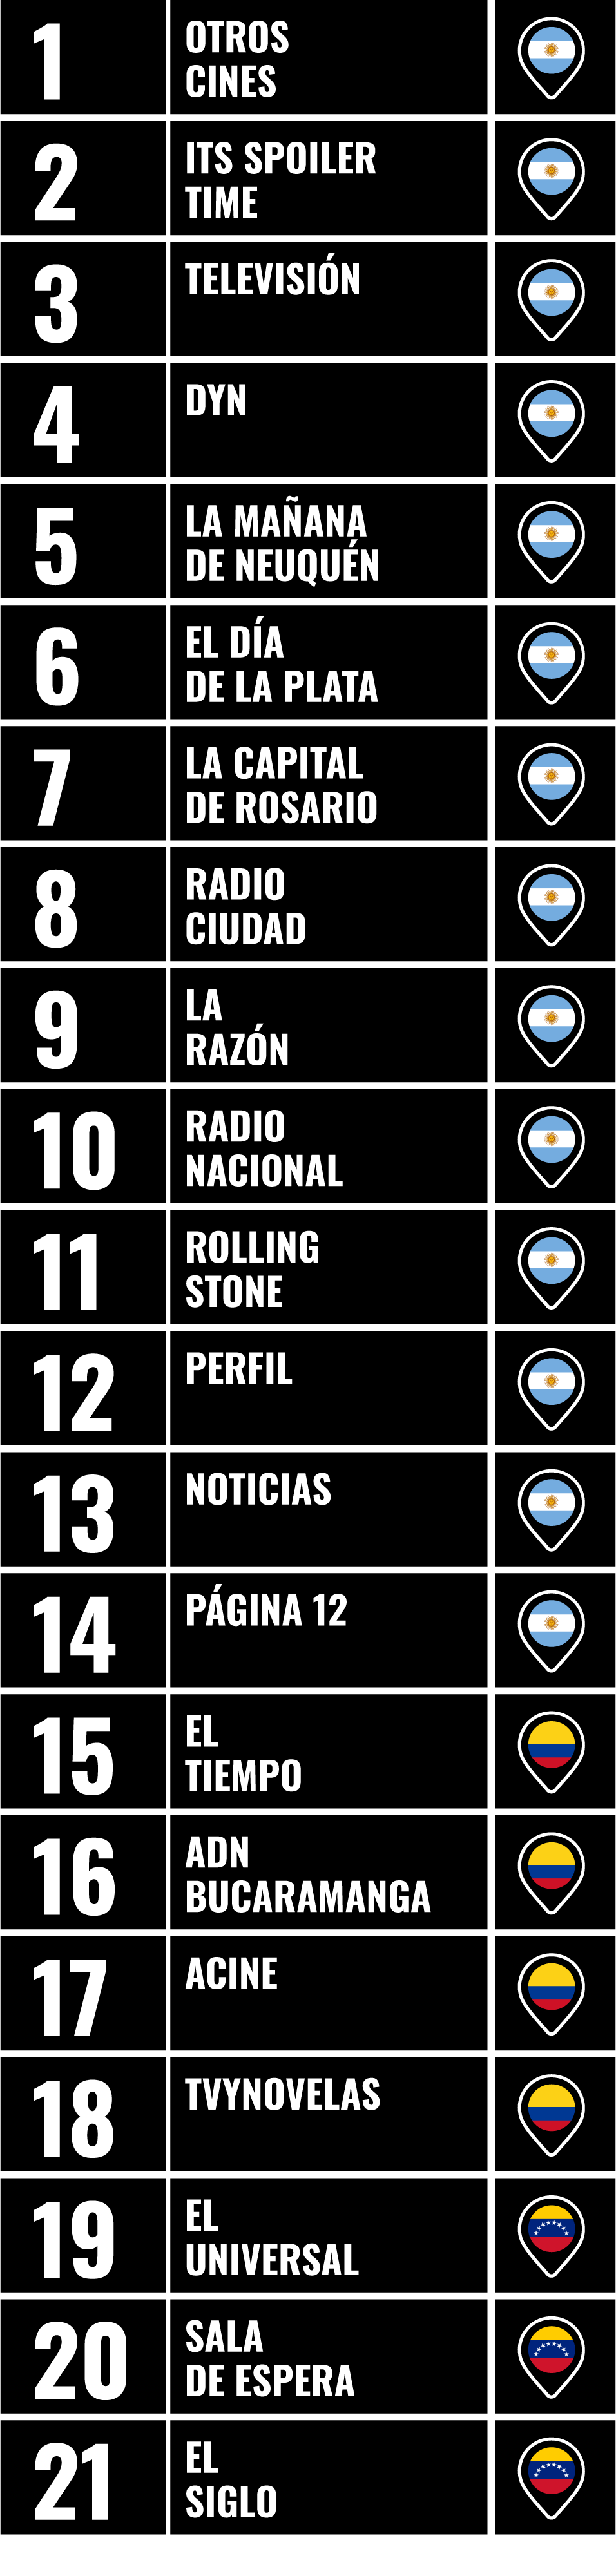 1
OTROS
CINES
2
ITS SPOILER
TIME
3
TELEVISIÓN
4
DYN
5
LA MAÑANA
DE NEUQUÉN
6
EL DÍA
DE LA PLATA
7
LA CAPITAL
DE ROSARIO
8
RADIO
CIUDAD
9
LA
RAZÓN
10
RADIO
NACIONAL
11
ROLLING
STONE
12
PERFIL
13
NOTICIAS
14
PÁGINA 12
15
EL
TIEMPO
16
ADN
BUCARAMANGA
17
ACINE
18
TVYNOVELAS
19
EL
UNIVERSAL
20
SALA
DE ESPERA
21
EL
SIGLO